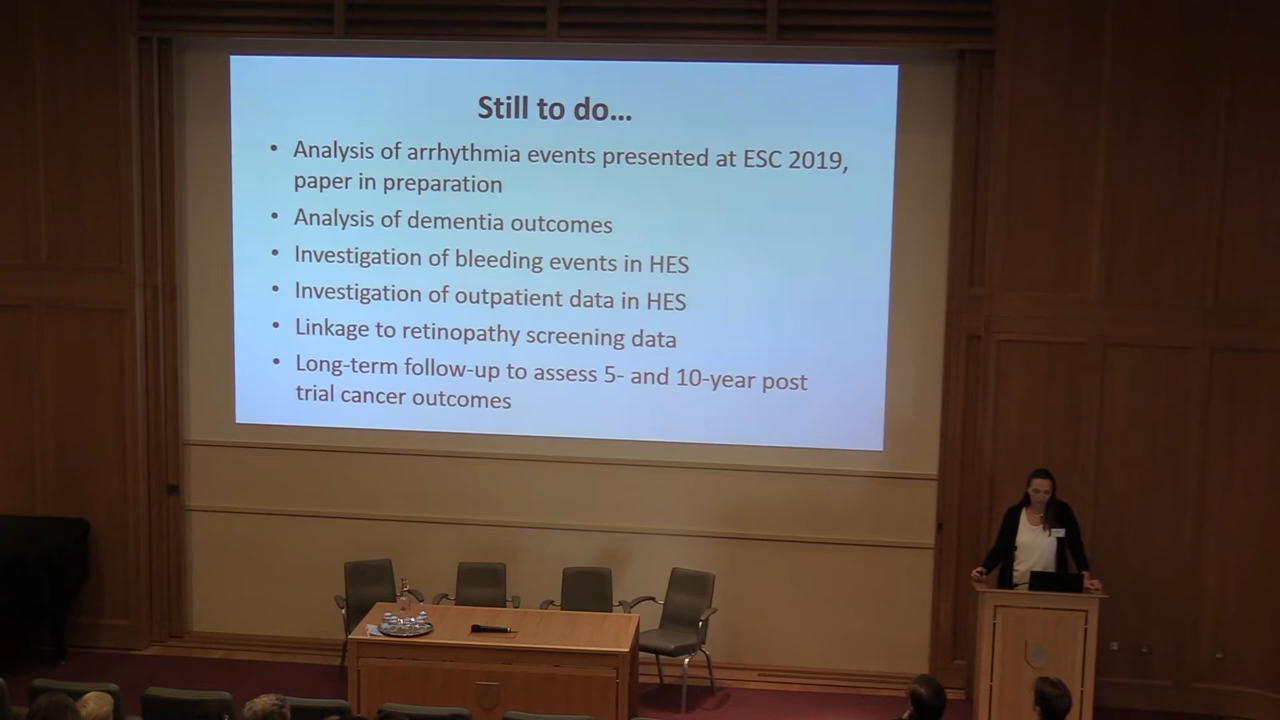 Still to do...
• Analysis of arrhythmia events presented at ESC 2019,
paper in preparation
• Analysis of dementia outcomes
• Investigation of bleeding events in HES
• Investigation of outpatient data in HES
• Linkage to retinopathy screening data
• Long-term follow-up to assess 5- and 10-year post
trial cancer outcomes